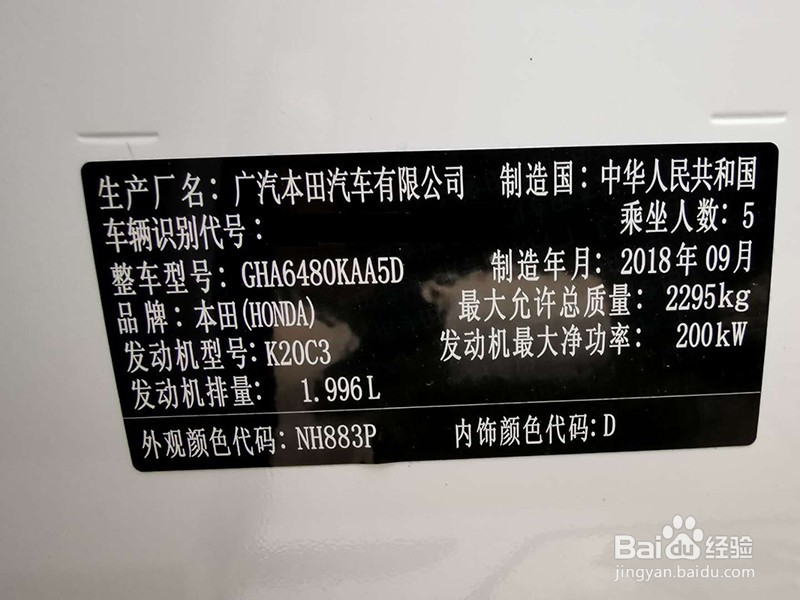 生产厂名：广汽本田汽车有限公司 制造国：中华人民共和国
车辆识别代号： 乘坐人数：5
整车型号：GHA6480KAA5D 制造年月：2018年09月
品牌：本田(HONDA) 最大允许总质量：2295kg
发动机型号：K20C3 发动机最大净功率：200kW
发动机排量： 1.996L
外观颜色代码：NH883P 内饰颜色代码：D
Baidu经验
jingyan.baidu.com